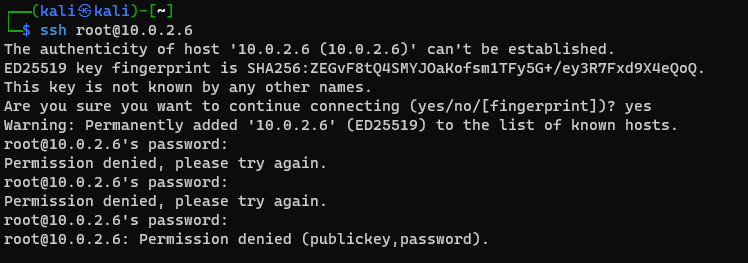 ┌──(kali㉿kali)-[~]
└─$ ssh root@10.0.2.6
The authenticity of host '10.0.2.6 (10.0.2.6)' can't be established.
ED25519 key fingerprint is SHA256:ZEGvF8tQ4SMYJOaKofsm1TFy5G+/ey3R7Fxd9X4eQoQ.
This key is not known by any other names.
Are you sure you want to continue connecting (yes/no/[fingerprint])? yes
Warning: Permanently added '10.0.2.6' (ED25519) to the list of known hosts.
root@10.0.2.6's password:
Permission denied, please try again.
root@10.0.2.6's password:
Permission denied, please try again.
root@10.0.2.6's password:
root@10.0.2.6: Permission denied (publickey,password).